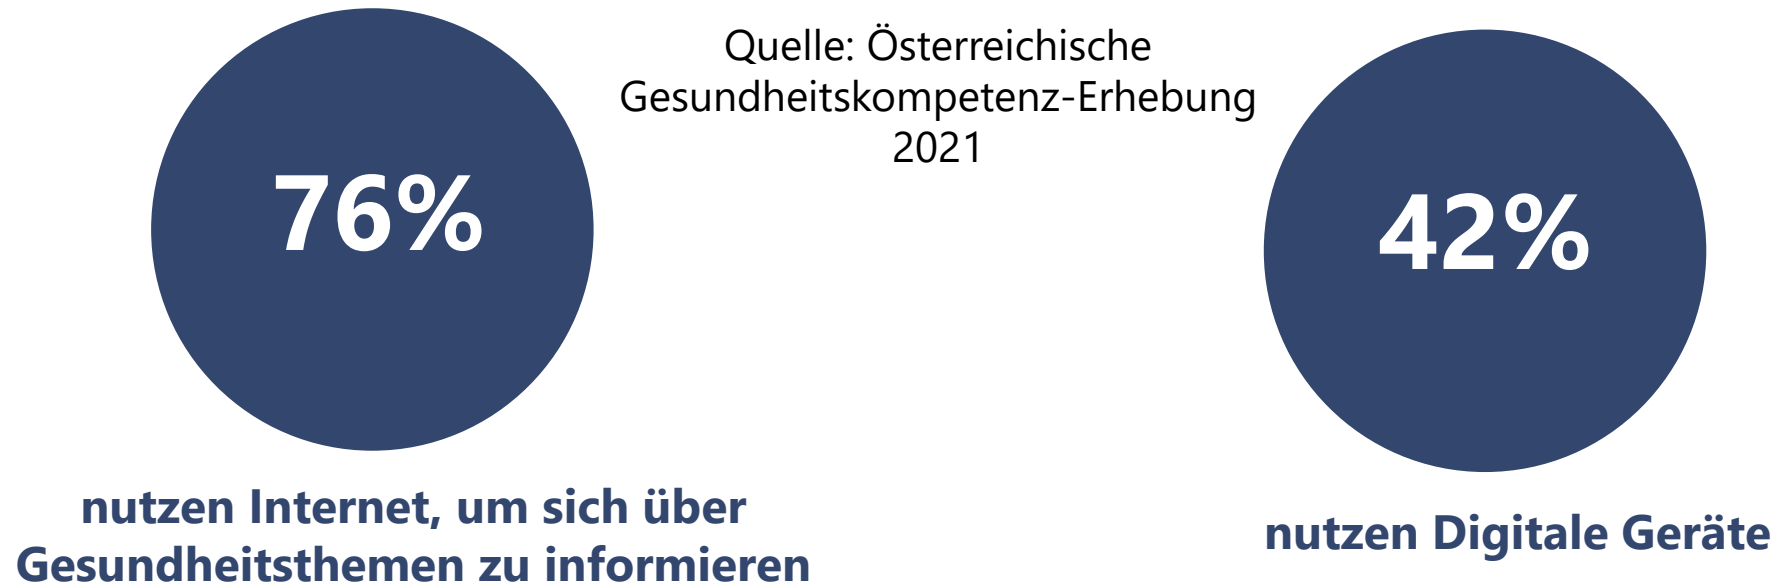 76%
nutzen Internet, um sich über
Gesundheitsthemen zu informieren
Quelle: Österreichische
Gesundheitskompetenz-Erhebung
2021
42%
nutzen Digitale Geräte